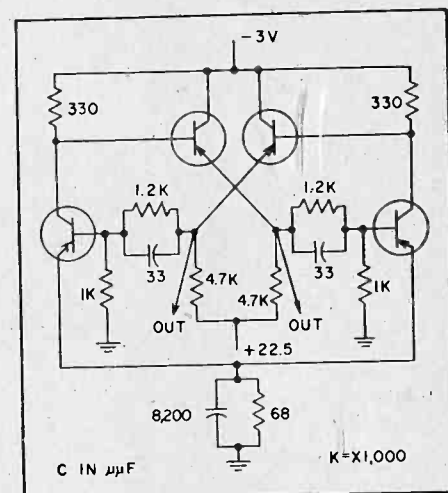 −3V
330
330
1.2K
1.2K
33
33
1K
4.7K
4.7K
1K
OUT
OUT
+22.5
8,200
68
C IN μμF
K=X1,000